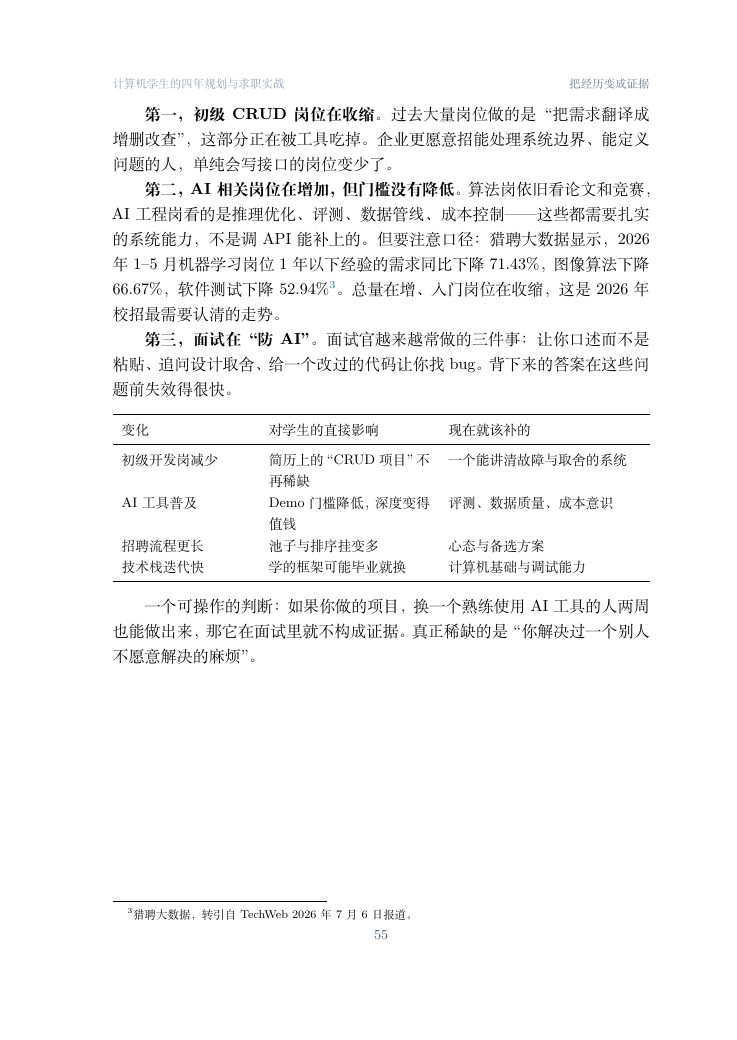 计算机学生的四年规划与求职实战 把经历变成证据
第一，初级 CRUD 岗位在收缩。过去大量岗位做的是 “把需求翻译成
增删改查”，这部分正在被工具吃掉。企业更愿意招能处理系统边界、能定义
问题的人，单纯会写接口的岗位变少了。
第二，AI 相关岗位在增加，但门槛没有降低。算法岗依旧看论文和竞赛，
AI 工程岗看的是推理优化、评测、数据管线、成本控制——这些都需要扎实
的系统能力，不是调 API 能补上的。但要注意口径：猎聘大数据显示，2026
年 1–5 月机器学习岗位 1 年以下经验的需求同比下降 71.43%，图像算法下降
66.67%，软件测试下降 52.94%³。总量在增、入门岗位在收缩，这是 2026 年
校招最需要认清的走势。
第三，面试在 “防 AI”。面试官越来越常做的三件事：让你口述而不是
粘贴、追问设计取舍、给一个改过的代码让你找 bug。背下来的答案在这些问
题前失效得很快。
变化 对学生的直接影响 现在就该补的
初级开发岗减少 简历上的 “CRUD 项目” 不 一个能讲清故障与取舍的系统
再稀缺
AI 工具普及 Demo 门槛降低，深度变得 评测、数据质量、成本意识
值钱
招聘流程更长 池子与排序挂变多 心态与备选方案
技术栈迭代快 学的框架可能毕业就换 计算机基础与调试能力
一个可操作的判断：如果你做的项目，换一个熟练使用 AI 工具的人两周
也能做出来，那它在面试里就不构成证据。真正稀缺的是 “你解决过一个别人
不愿意解决的麻烦”。
³猎聘大数据，转引自 TechWeb 2026 年 7 月 6 日报道。
55